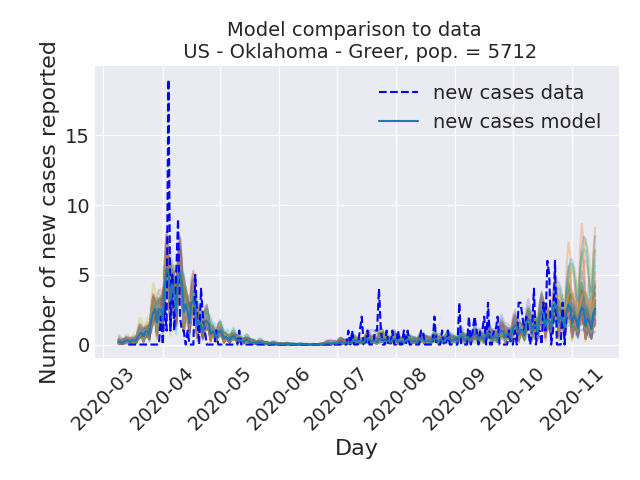 Model comparison to data
US - Oklahoma - Greer, pop. = 5712
new cases data
new cases model
Number of new cases reported
15
10
5
0
2020-03
2020-04
2020-05
2020-06
2020-07
2020-08
2020-09
2020-10
2020-11
Day